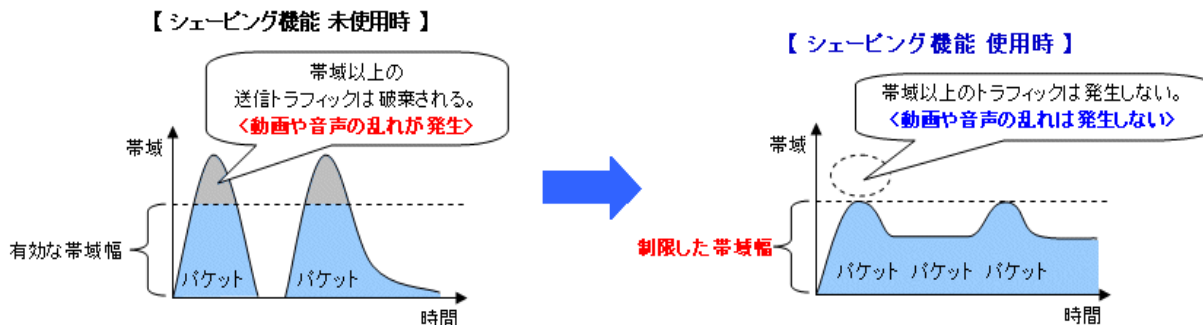 【 シェーピング機能 未使用時 】
帯域以上の
送信トラフィックは破棄される。
<動画や音声の乱れが発生>
帯域
有効な帯域幅
パケット
パケット
時間
【 シェーピング機能 使用時 】
帯域以上のトラフィックは発生しない。
<動画や音声の乱れは発生しない>
帯域
制限した帯域幅
パケット パケット パケット
時間